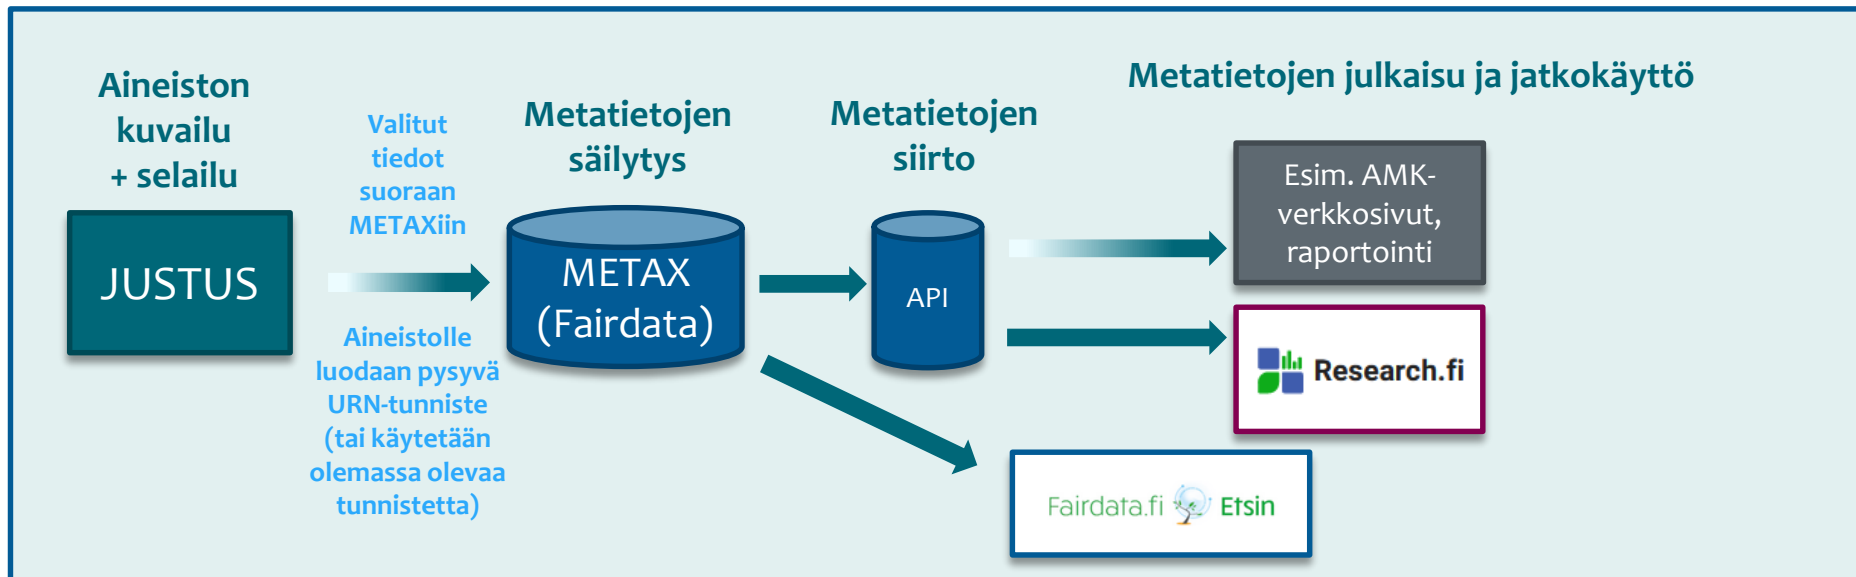 Aineiston
kuvailu
+ selailu
JUSTUS
Valitut
tiedot
suoraan
METAXiin
Aineistolle
luodaan pysyvä
URN-tunniste
(tai käytetään
olemassa olevaa
tunnistetta)
Metatietojen
säilytys
METAX
(Fairdata)
Metatietojen
siirto
API
Metatietojen julkaisu ja jatkokäyttö
Esim. AMK-
verkkosivut,
raportointi
Research.fi
Fairdata.fi Etsin